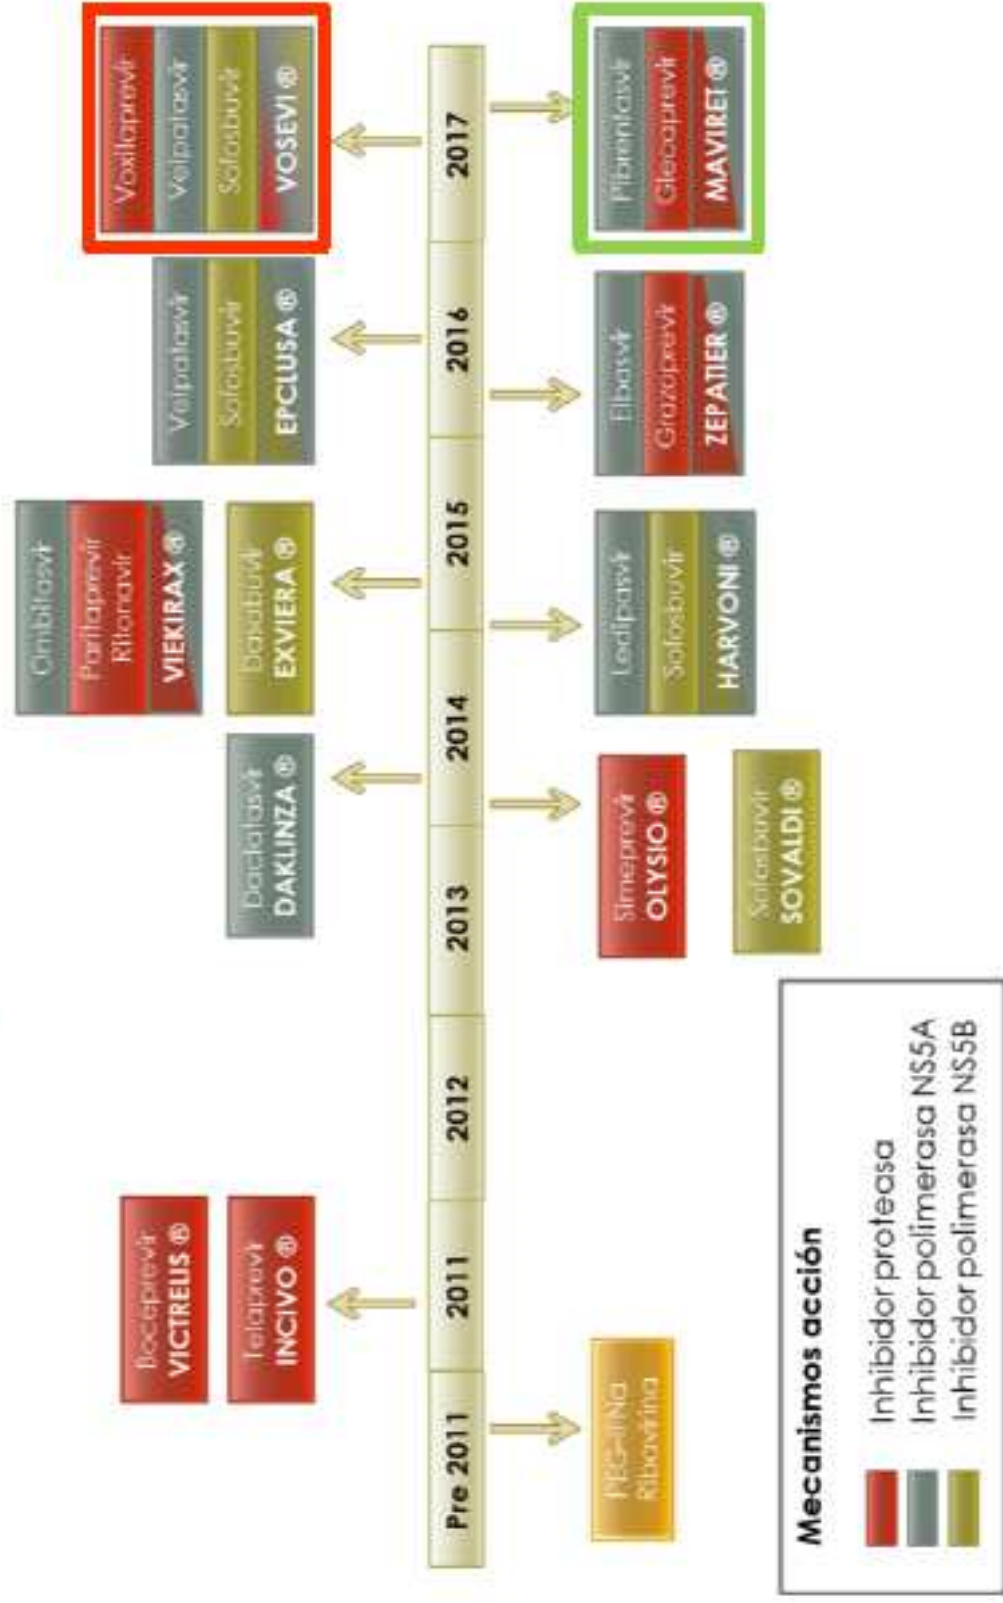 Boceprevir
VICTRELIS ®
Telaprevir
INCIVO ®
Daclatasvir
DAKLINZA ®
Ombitasvir
Paritaprevir
Ritonavir
VIEKIRAX ®
Dasabuvir
EXVIERA ®
Velpatasvir
Sofosbuvir
EPCLUSA ®
Voxilaprevir
Velpatasvir
Sofosbuvir
VOSEVI ®
Pre 2011
2011
2012
2013
2014
2015
2016
2017
PEG-IFNa
Ribavirina
Simeprevir
OLYSIO ®
Sofosbuvir
SOVALDI ®
Ledipasvir
Sofosbuvir
HARVONI ®
Elbasvir
Grazoprevir
ZEPATIER ®
Pibrentasvir
Glecaprevir
MAVIRET ®
Mecanismos acción
Inhibidor proteasa
Inhibidor polimerasa NS5A
Inhibidor polimerasa NS5B